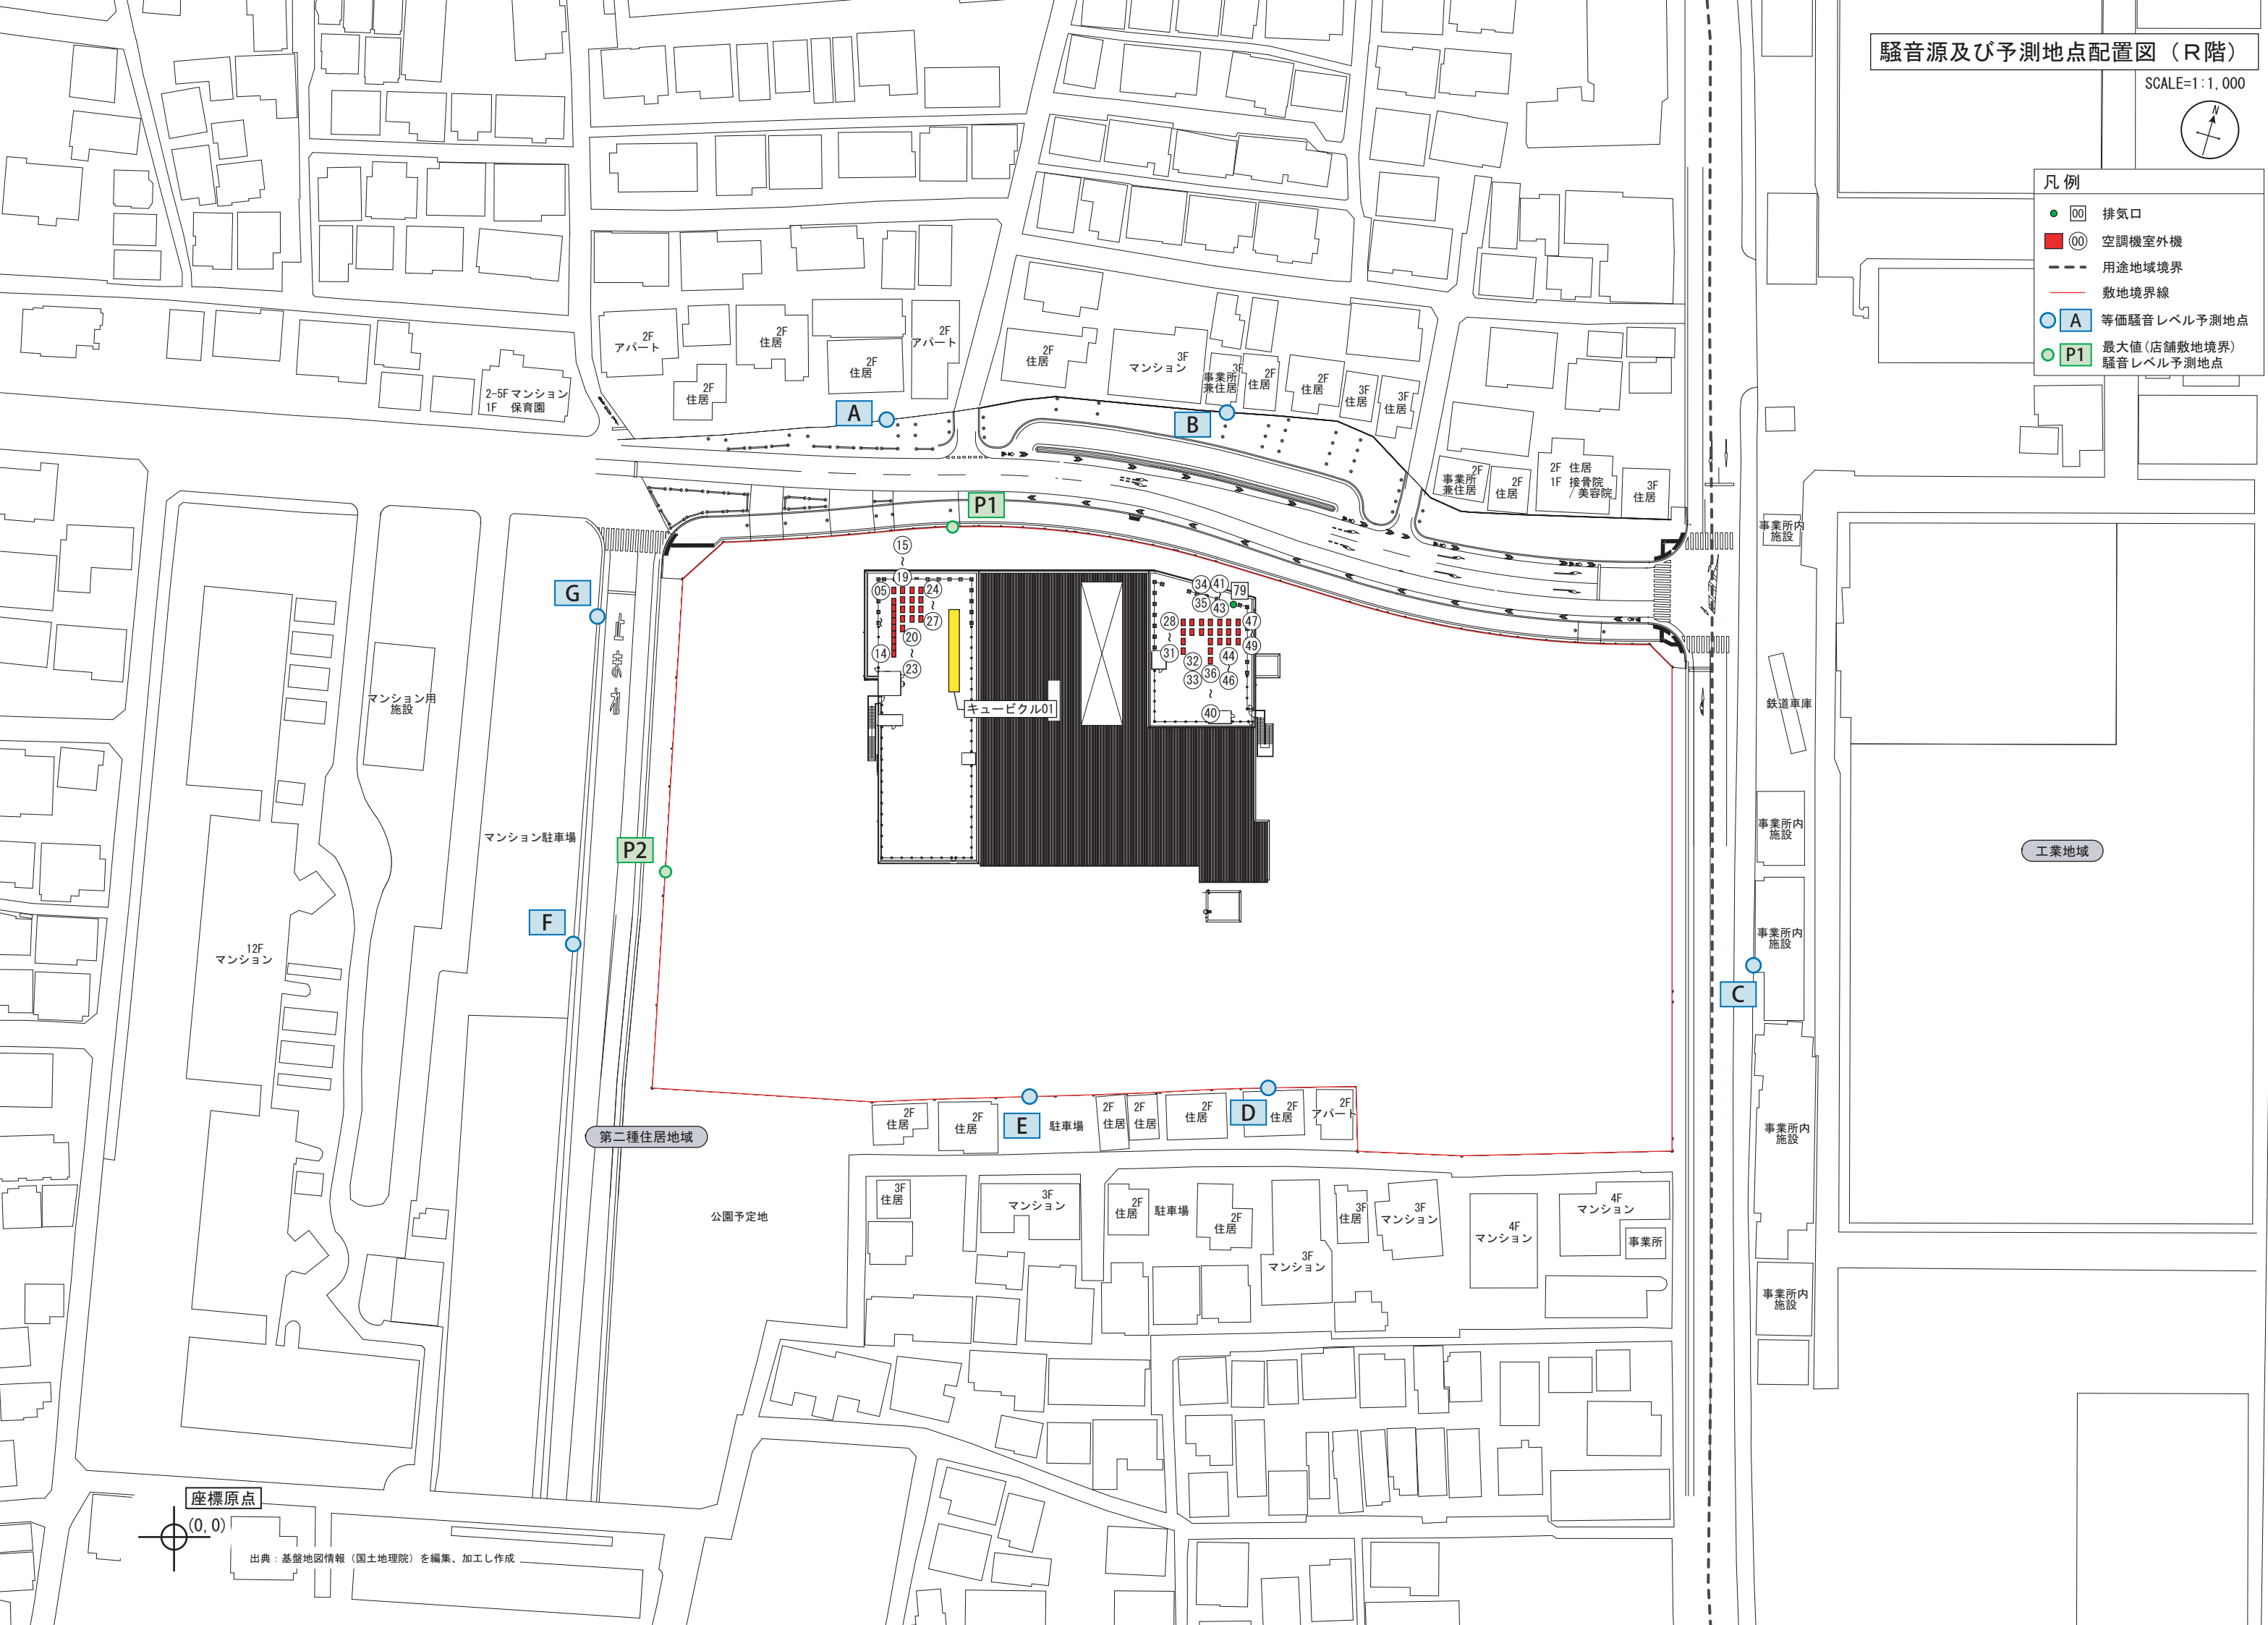 騒音源及び予測地点配置図（Ｒ階）
SCALE=1:1,000
N
凡例
00 排気口
00 空調機室外機
用途地域境界
敷地境界線
A 等価騒音レベル予測地点
P1 最大値(店舗敷地境界)
騒音レベル予測地点
2F
アパート
2F
住居
2F
住居
2F
住居
2F
アパート
2-5F マンション
1F 保育園
2F
住居
3F
マンション
3F
事業所
兼住居
2F
住居
2F
住居
3F
住居
3F
住居
A
B
2F
事業所
兼住居
2F
住居
2F 住居
1F 接骨院
／美容院
3F
住居
P1
事業所内
施設
15
～
19
05
～
14
24
～
27
20
～
23
34
35
41
～
43
79
28
～
31
32
33
36
～
40
44
～
46
47
～
49
キュービクル01
G
止まれ
マンション用
施設
鉄道車庫
マンション駐車場
P2
事業所内
施設
工業地域
F
12F
マンション
事業所内
施設
C
第二種住居地域
2F
住居
2F
住居
E
駐車場
2F
住居
2F
住居
2F
住居
D
2F
住居
2F
アパート
事業所内
施設
公園予定地
3F
住居
3F
マンション
2F
住居
駐車場
2F
住居
3F
マンション
3F
住居
3F
マンション
4F
マンション
4F
マンション
事業所
事業所内
施設
座標原点
(0,0)
出典：基盤地図情報（国土地理院）を編集、加工し作成